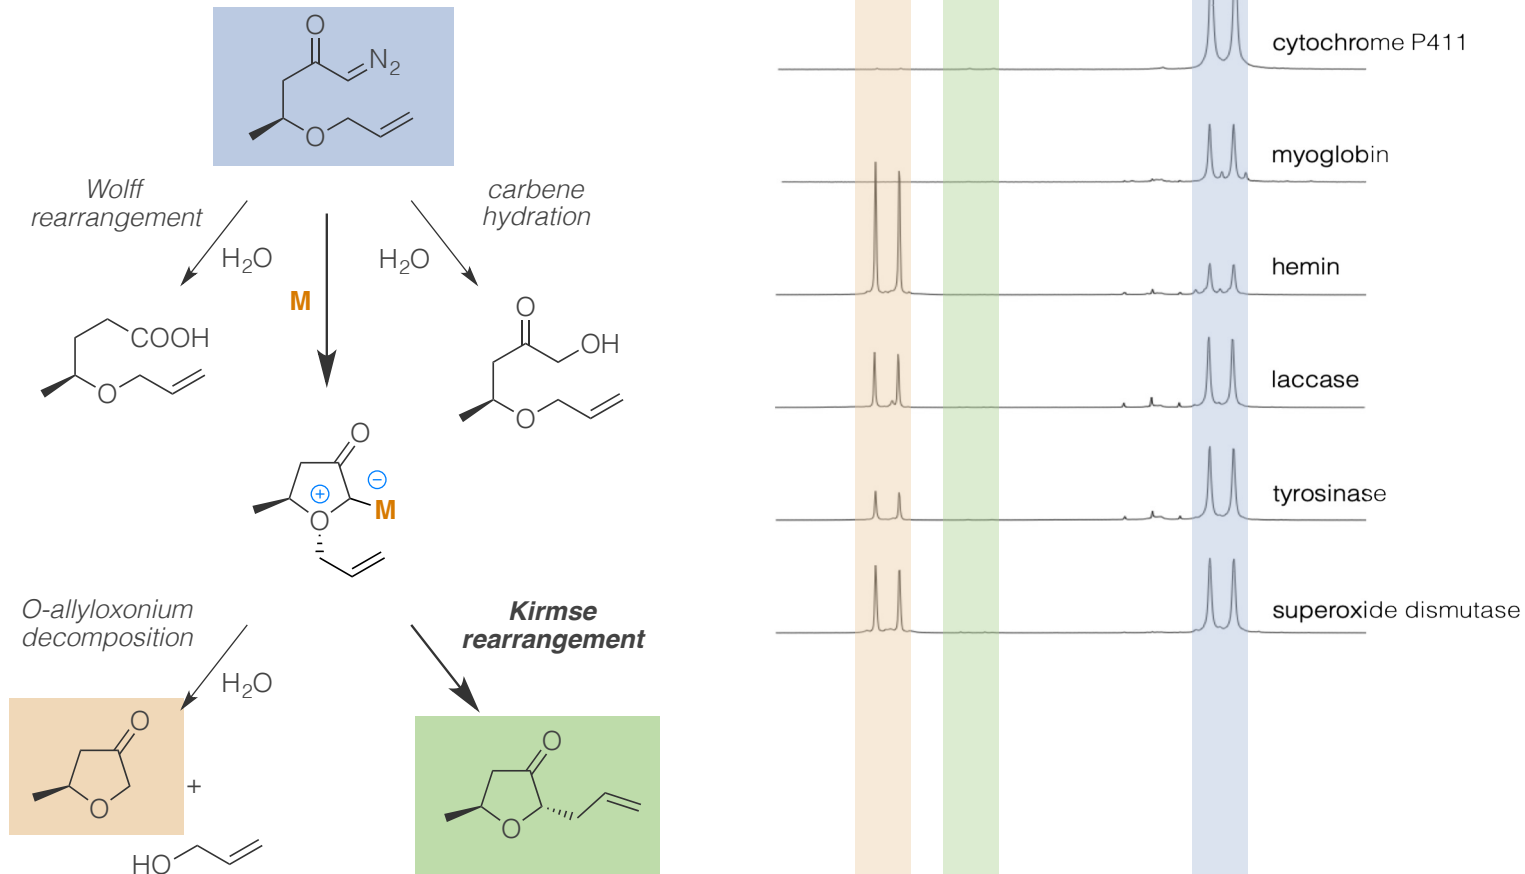 O
N₂
O
Wolff
rearrangement
H₂O
M
H₂O
carbene
hydration
COOH
O
O
OH
O
O
+
−
M
O
O-allyloxonium
decomposition
H₂O
Kirmse
rearrangement
O
O
+
HO
O
O
cytochrome P411
myoglobin
hemin
laccase
tyrosinase
superoxide dismutase